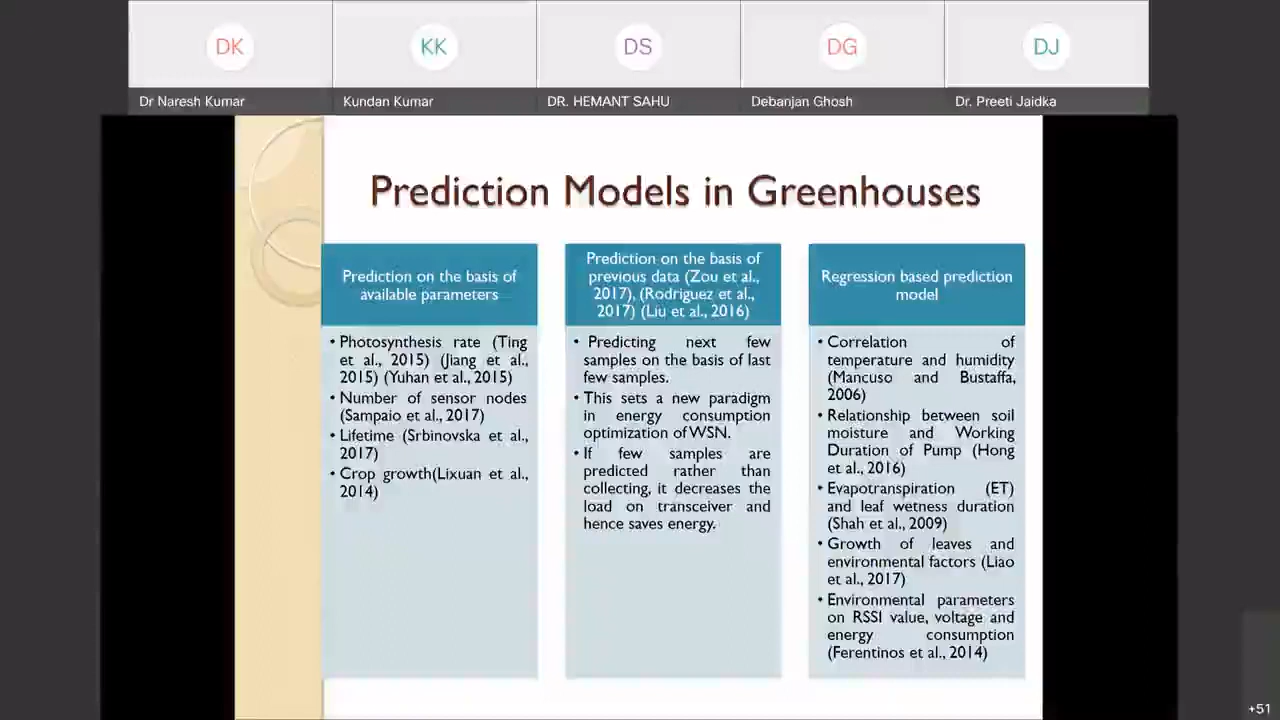 DK
KK
DS
DG
DJ
Dr Naresh Kumar
Kundan Kumar
DR. HEMANT SAHU
Debanjan Ghosh
Dr. Preeti Jaidka
Prediction Models in Greenhouses
Prediction on the basis of
available parameters
• Photosynthesis rate (Ting
et al., 2015) (Jiang et al.,
2015) (Yuhan et al., 2015)
• Number of sensor nodes
(Sampaio et al., 2017)
• Lifetime (Srbinovska et al.,
2017)
• Crop growth(Lixuan et al.,
2014)
Prediction on the basis of
previous data (Zou et al.,
2017), (Rodriguez et al.,
2017) (Liu et al., 2016)
• Predicting next few
samples on the basis of last
few samples.
• This sets a new paradigm
in energy consumption
optimization of WSN.
• If few samples are
predicted rather than
collecting, it decreases the
load on transceiver and
hence saves energy.
Regression based prediction
model
• Correlation of
temperature and humidity
(Mancuso and Bustaffa,
2006)
• Relationship between soil
moisture and Working
Duration of Pump (Hong
et al., 2016)
• Evapotranspiration (ET)
and leaf wetness duration
(Shah et al., 2009)
• Growth of leaves and
environmental factors (Liao
et al., 2017)
• Environmental parameters
on RSSI value, voltage and
energy consumption
(Ferentinos et al., 2014)
+51